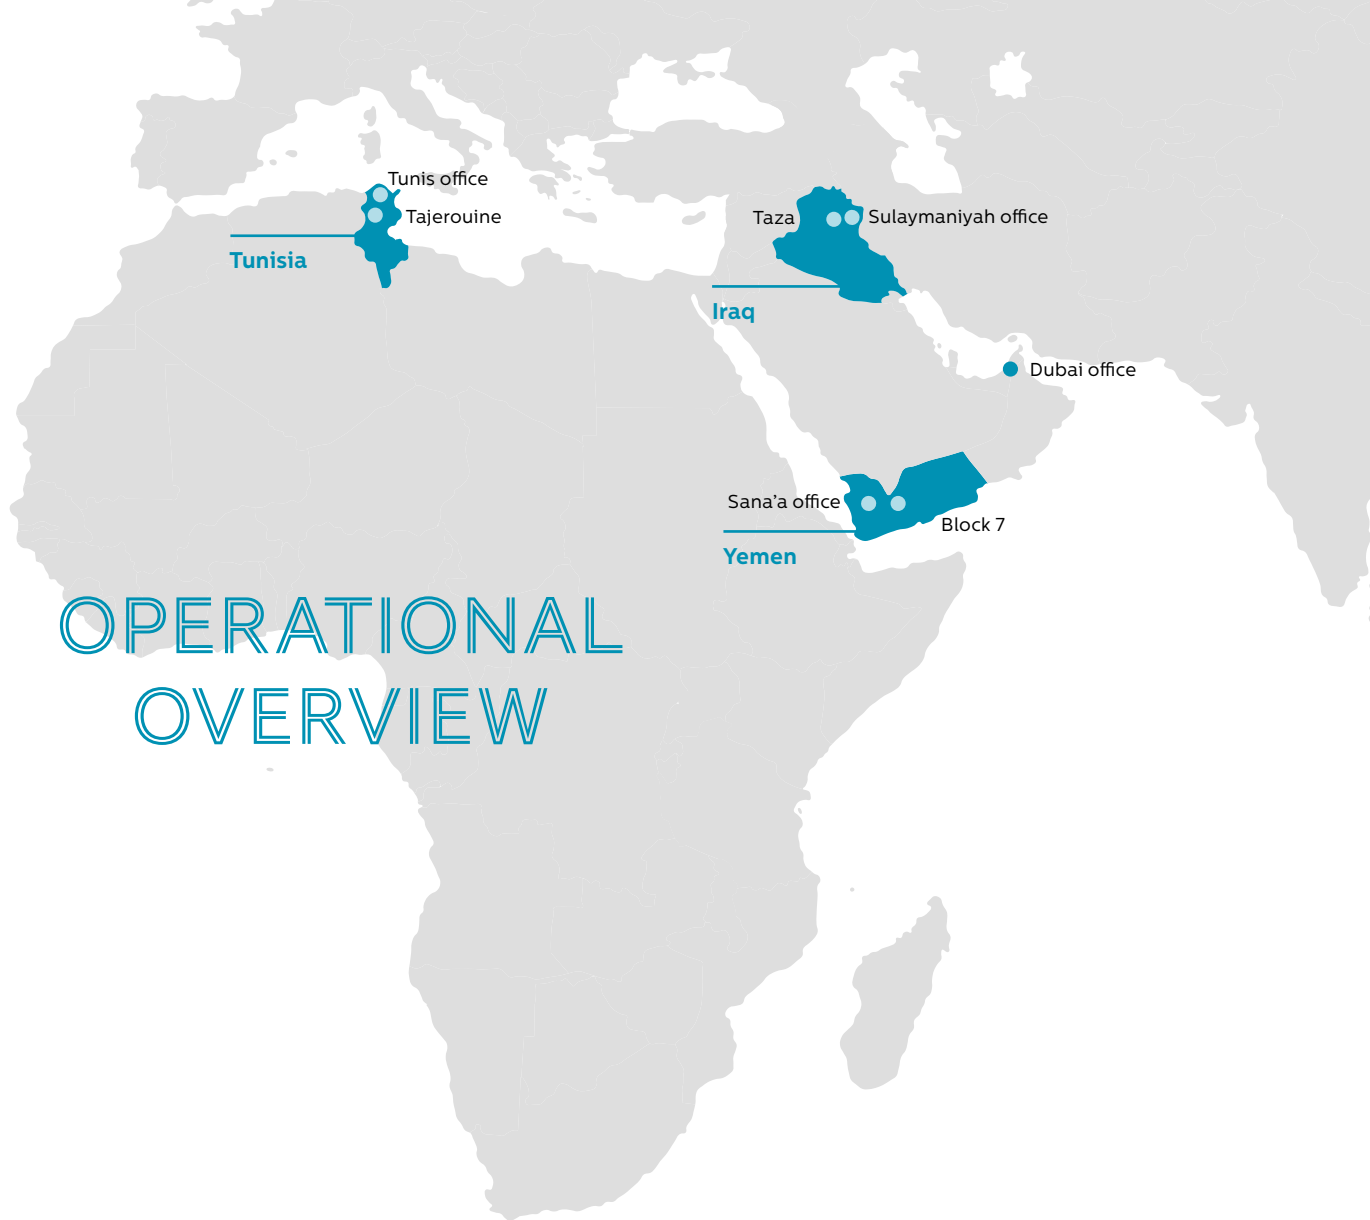 Tunis office
Tajerouine
Tunisia
Taza
Sulaymaniyah office
Iraq
Dubai office
Sana’a office
Block 7
Yemen
OPERATIONAL
OVERVIEW